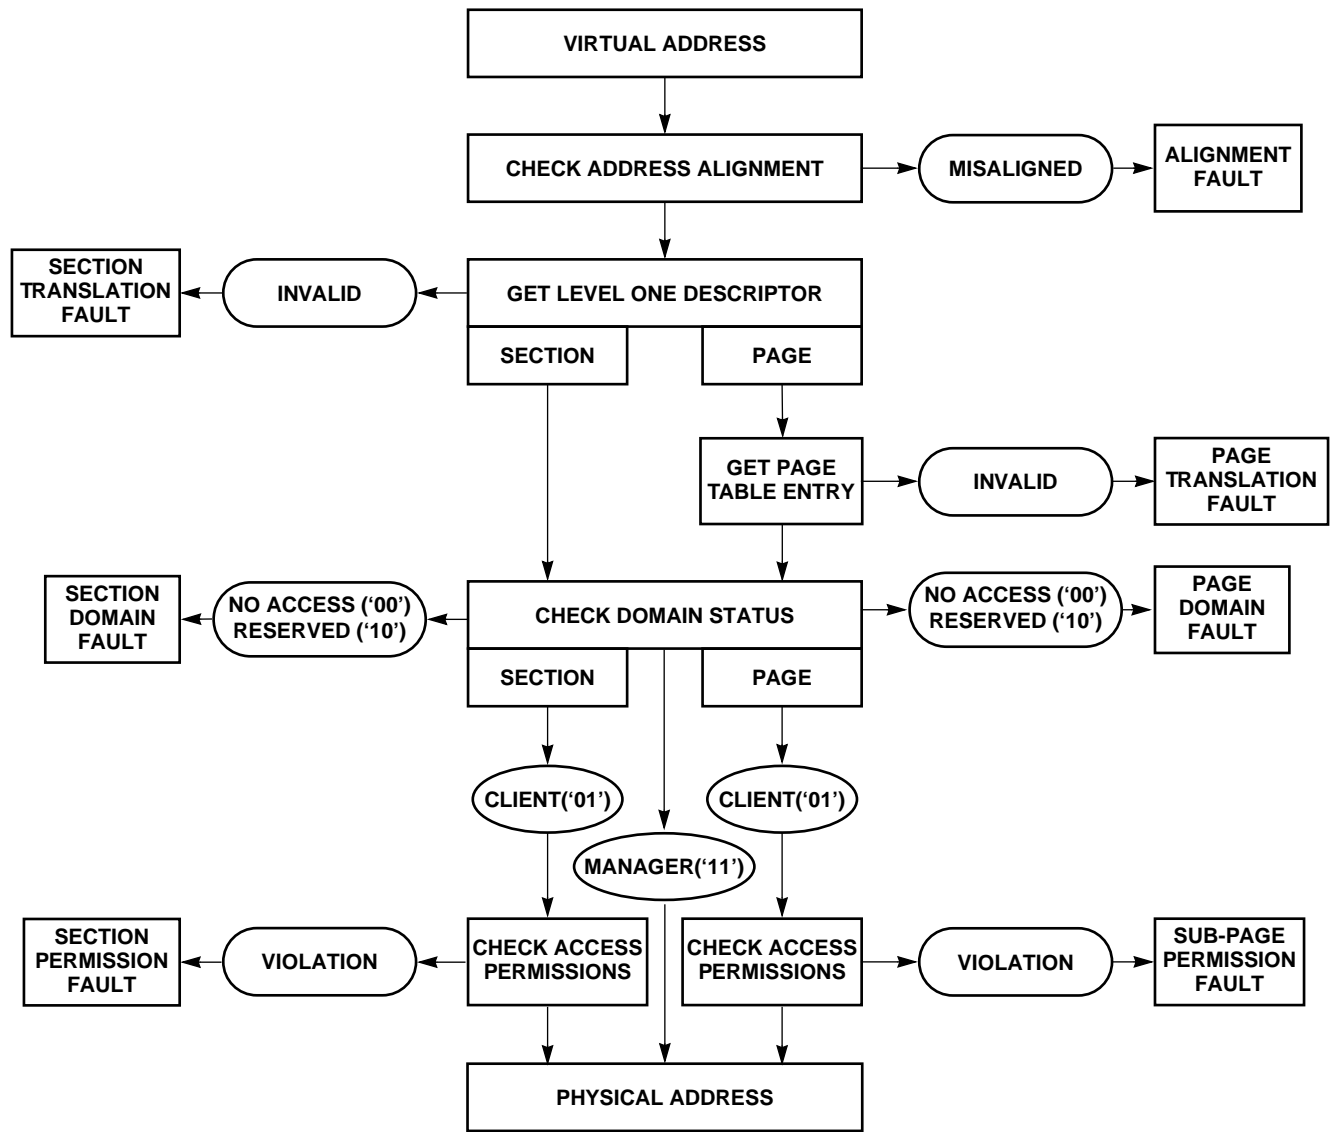 VIRTUAL ADDRESS
CHECK ADDRESS ALIGNMENT
MISALIGNED
ALIGNMENT
FAULT
SECTION
TRANSLATION
FAULT
INVALID
GET LEVEL ONE DESCRIPTOR
SECTION
PAGE
GET PAGE
TABLE ENTRY
INVALID
PAGE
TRANSLATION
FAULT
SECTION
DOMAIN
FAULT
NO ACCESS (‘00’)
RESERVED (‘10’)
CHECK DOMAIN STATUS
NO ACCESS (‘00’)
RESERVED (‘10’)
PAGE
DOMAIN
FAULT
SECTION
PAGE
CLIENT(‘01’)
CLIENT(‘01’)
MANAGER(‘11’)
SECTION
PERMISSION
FAULT
VIOLATION
CHECK ACCESS
PERMISSIONS
CHECK ACCESS
PERMISSIONS
VIOLATION
SUB-PAGE
PERMISSION
FAULT
PHYSICAL ADDRESS